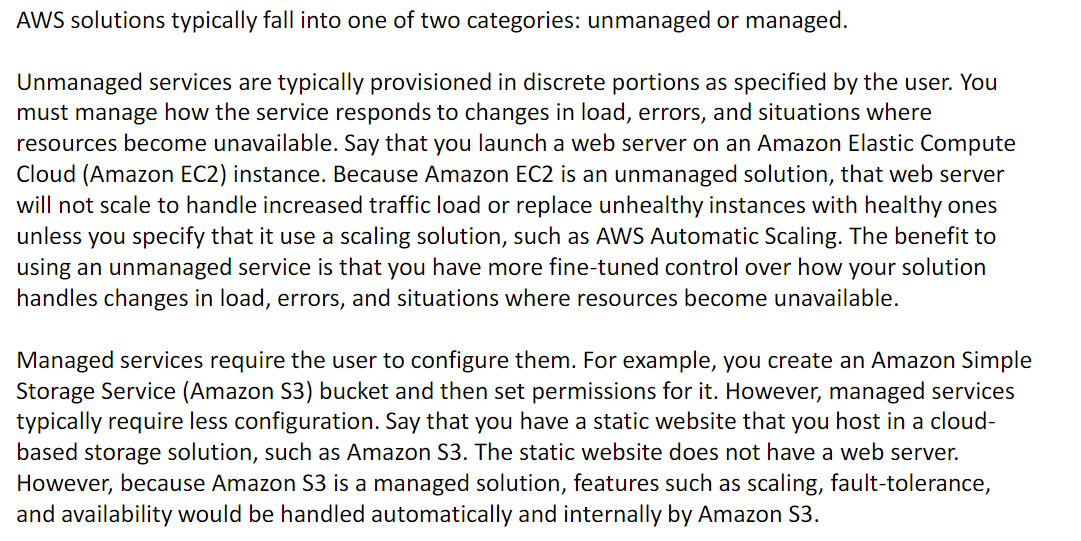 AWS solutions typically fall into one of two categories: unmanaged or managed.
Unmanaged services are typically provisioned in discrete portions as specified by the user. You
must manage how the service responds to changes in load, errors, and situations where
resources become unavailable. Say that you launch a web server on an Amazon Elastic Compute
Cloud (Amazon EC2) instance. Because Amazon EC2 is an unmanaged solution, that web server
will not scale to handle increased traffic load or replace unhealthy instances with healthy ones
unless you specify that it use a scaling solution, such as AWS Automatic Scaling. The benefit to
using an unmanaged service is that you have more fine-tuned control over how your solution
handles changes in load, errors, and situations where resources become unavailable.
Managed services require the user to configure them. For example, you create an Amazon Simple
Storage Service (Amazon S3) bucket and then set permissions for it. However, managed services
typically require less configuration. Say that you have a static website that you host in a cloud-
based storage solution, such as Amazon S3. The static website does not have a web server.
However, because Amazon S3 is a managed solution, features such as scaling, fault-tolerance,
and availability would be handled automatically and internally by Amazon S3.